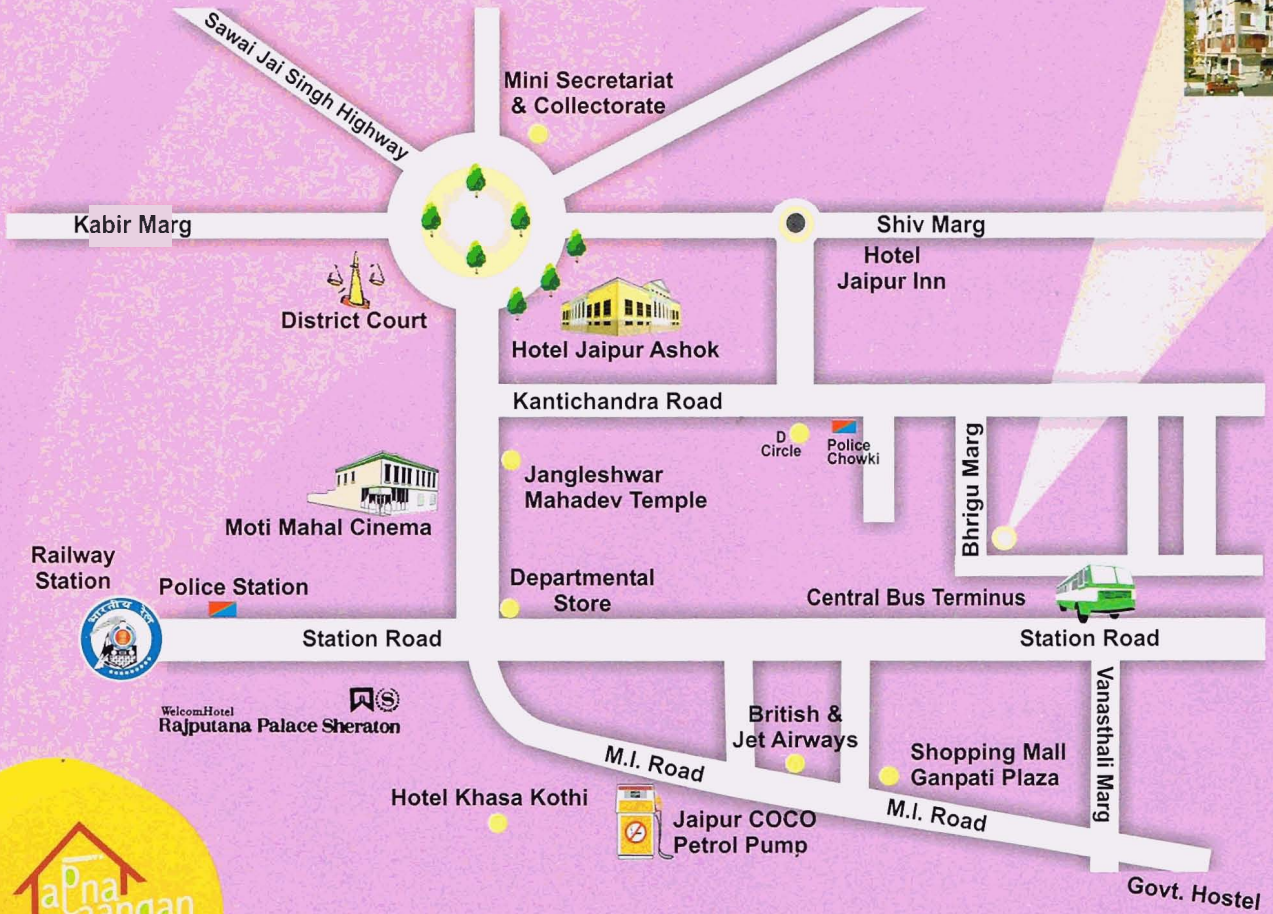 Sawai Jai Singh Highway
Mini Secretariat
& Collectorate
Kabir Marg
Shiv Marg
Hotel
Jaipur Inn
District Court
Hotel Jaipur Ashok
Kantichandra Road
D
Circle
Police
Chowki
Jangleshwar
Mahadev Temple
Bhrigu Marg
Moti Mahal Cinema
Railway
Station
Police Station
Departmental
Store
Central Bus Terminus
भारतीय रेल
Station Road
Station Road
WelcomHotel
Rajputana Palace Sheraton
S
British &
Jet Airways
Vanasthali Marg
M.I. Road
Shopping Mall
Ganpati Plaza
Hotel Khasa Kothi
Jaipur COCO
Petrol Pump
M.I. Road
Govt. Hostel
apna
aangan